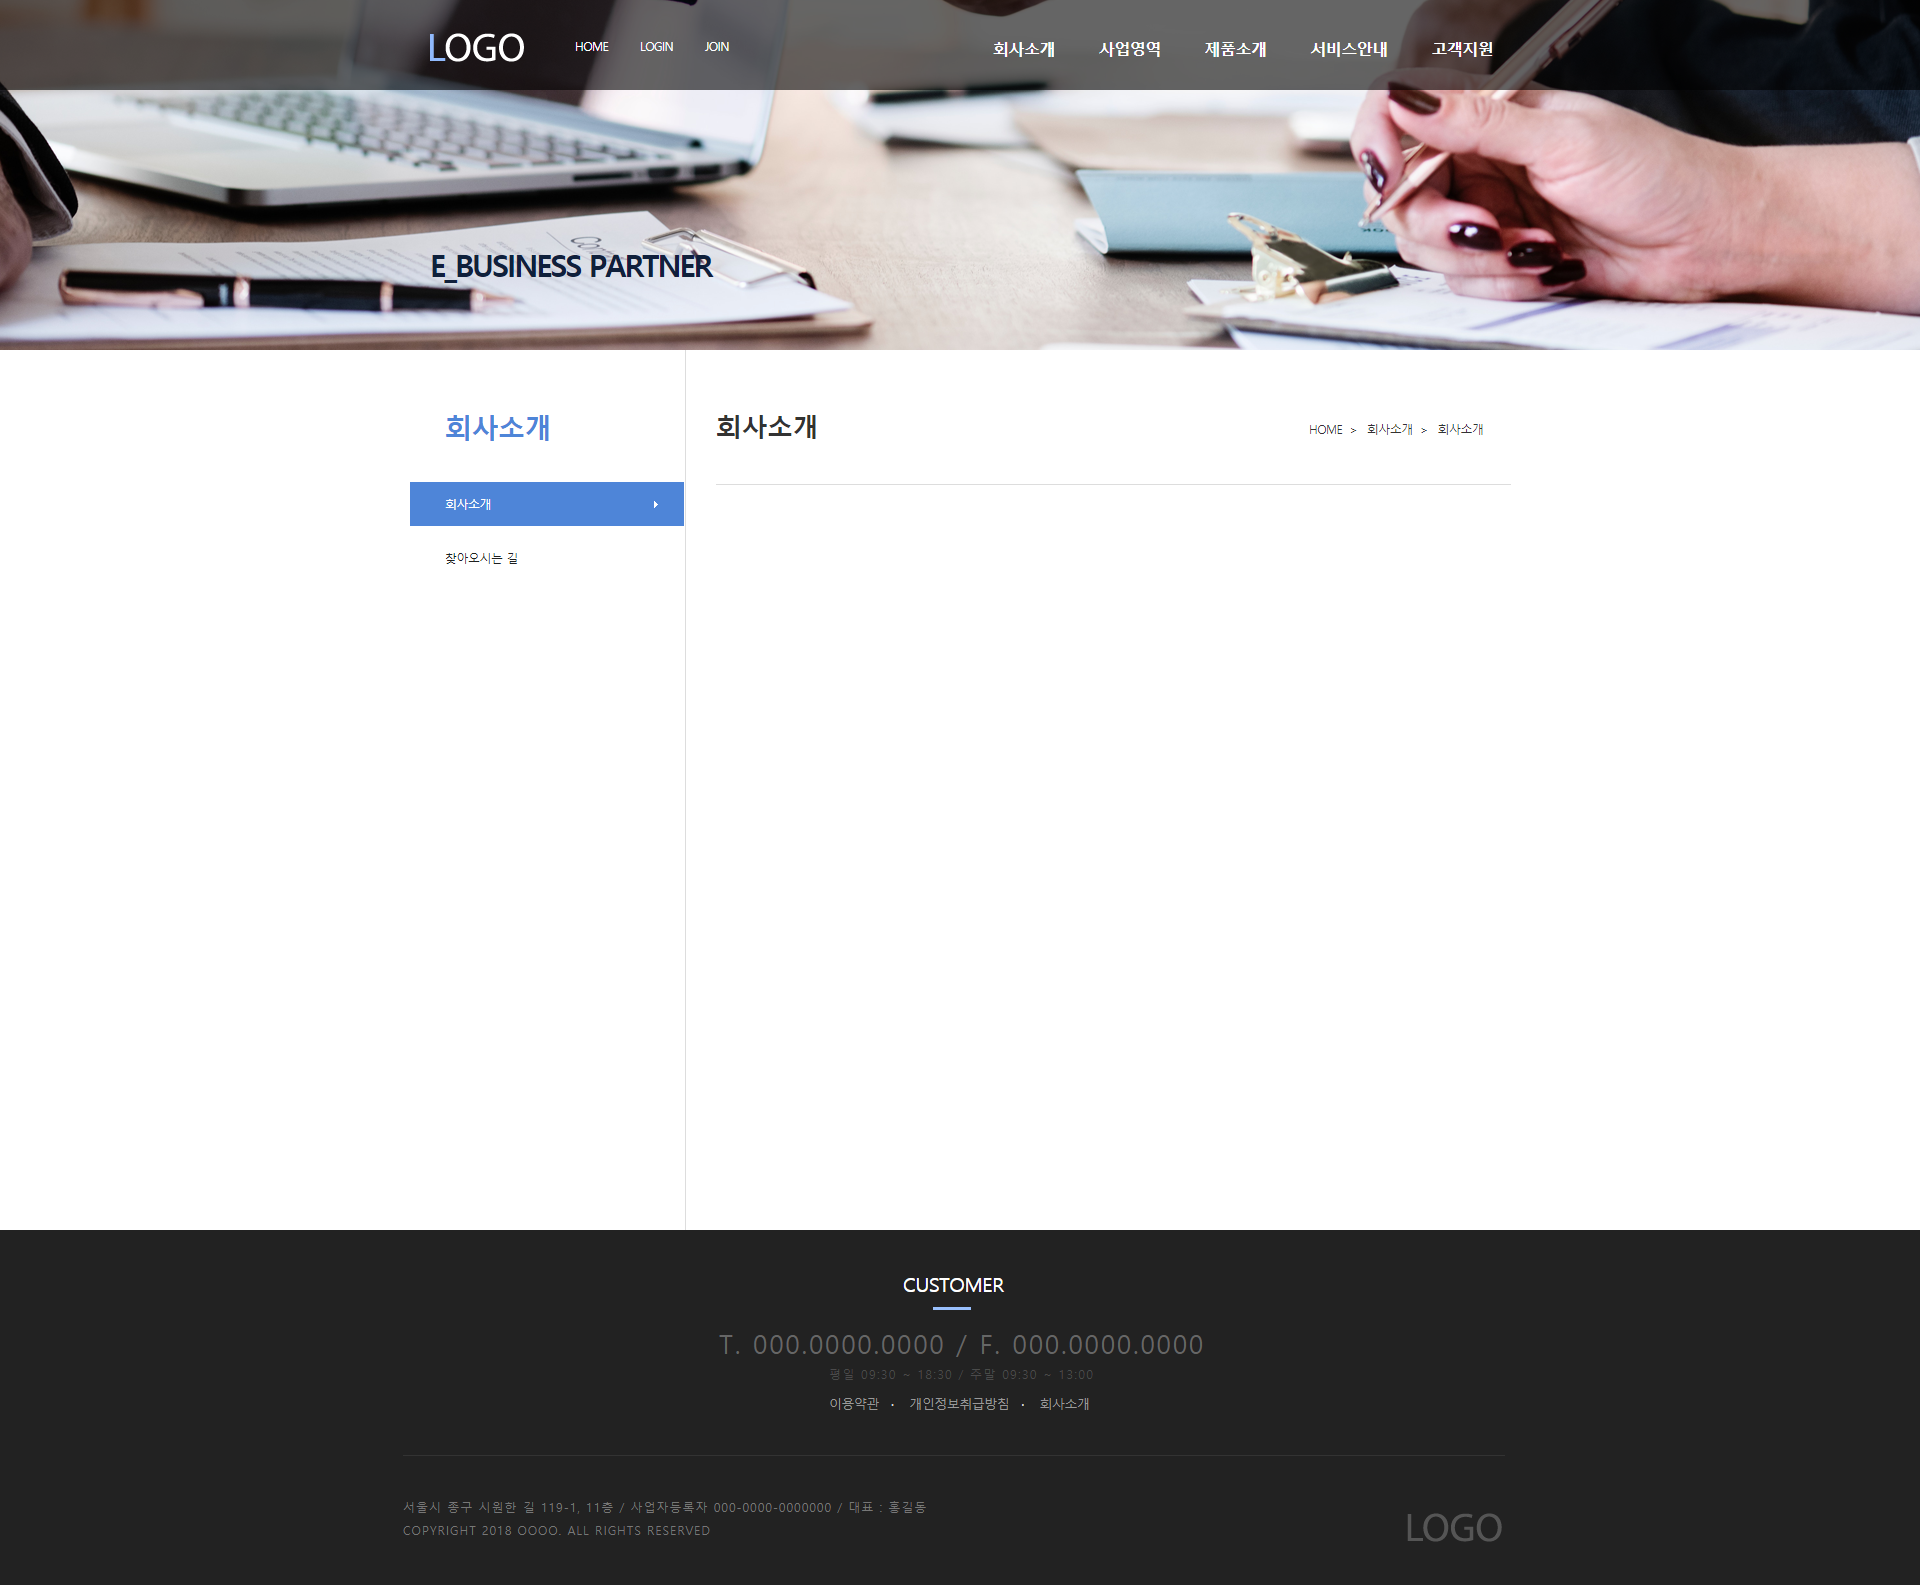 LOGO HOME LOGIN JOIN 회사소개 사업영역 제품소개 서비스안내 고객지원
E_BUSINESS PARTNER
회사소개
회사소개
찾아오시는 길
회사소개
HOME > 회사소개 > 회사소개
CUSTOMER
T. 000.0000.0000 / F. 000.0000.0000
평일 09:30 ~ 18:30 / 주말 09:30 ~ 13:00
이용약관 · 개인정보취급방침 · 회사소개
서울시 종구 시원한 길 119-1, 11층 / 사업자등록자 000-0000-0000000 / 대표 : 홍길동
COPYRIGHT 2018 OOOO. ALL RIGHTS RESERVED
LOGO